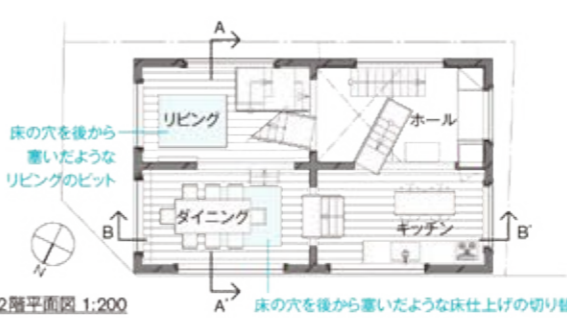 A
リビング
ホール
床の穴を後から
塞いだような
リビングのピット
ダイニング
キッチン
B
B'
N
2階平面図 1:200
A'
床の穴を後から塞いだような床仕上げの切り替